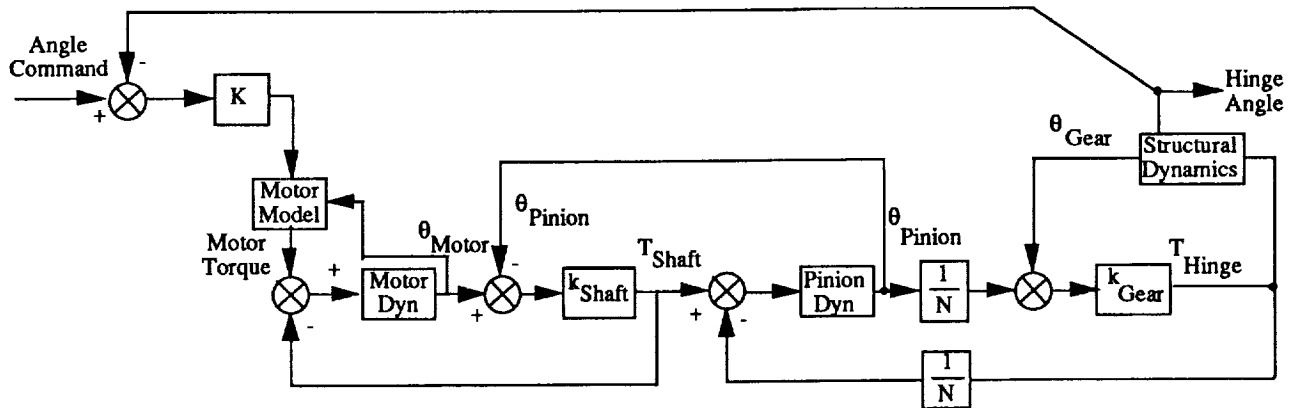 Angle
Command
-
+
K
Hinge
Angle
θGear
Structural
Dynamics
Motor
Model
θPinion
Motor
Torque
θMotor
+
-
Motor
Dyn
-
+
kShaft
TShaft
+
-
Pinion
Dyn
θPinion
1
N
kGear
THinge
1
N